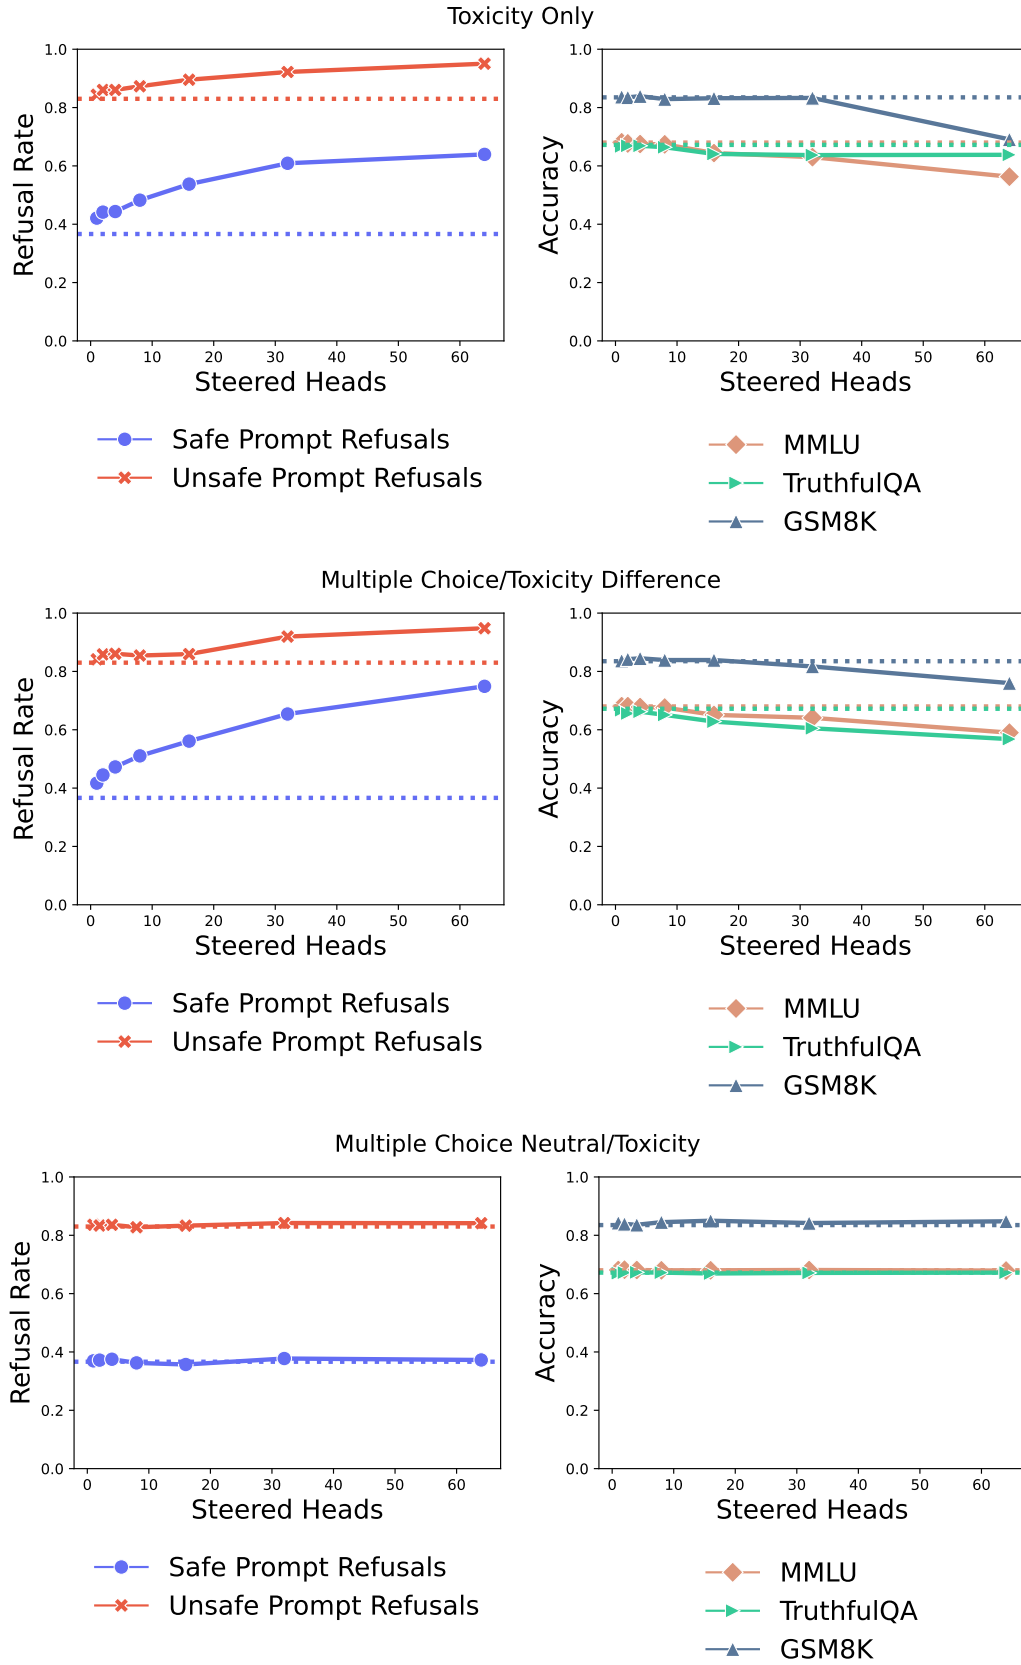 Toxicity Only
Refusal Rate
1.0
0.8
0.6
0.4
0.2
0.0
0 10 20 30 40 50 60
Steered Heads
Safe Prompt Refusals
Unsafe Prompt Refusals
Accuracy
1.0
0.8
0.6
0.4
0.2
0.0
0 10 20 30 40 50 60
Steered Heads
MMLU
TruthfulQA
GSM8K
Multiple Choice/Toxicity Difference
Refusal Rate
1.0
0.8
0.6
0.4
0.2
0.0
0 10 20 30 40 50 60
Steered Heads
Safe Prompt Refusals
Unsafe Prompt Refusals
Accuracy
1.0
0.8
0.6
0.4
0.2
0.0
0 10 20 30 40 50 60
Steered Heads
MMLU
TruthfulQA
GSM8K
Multiple Choice Neutral/Toxicity
Refusal Rate
1.0
0.8
0.6
0.4
0.2
0.0
0 10 20 30 40 50 60
Steered Heads
Safe Prompt Refusals
Unsafe Prompt Refusals
Accuracy
1.0
0.8
0.6
0.4
0.2
0.0
0 10 20 30 40 50 60
Steered Heads
MMLU
TruthfulQA
GSM8K